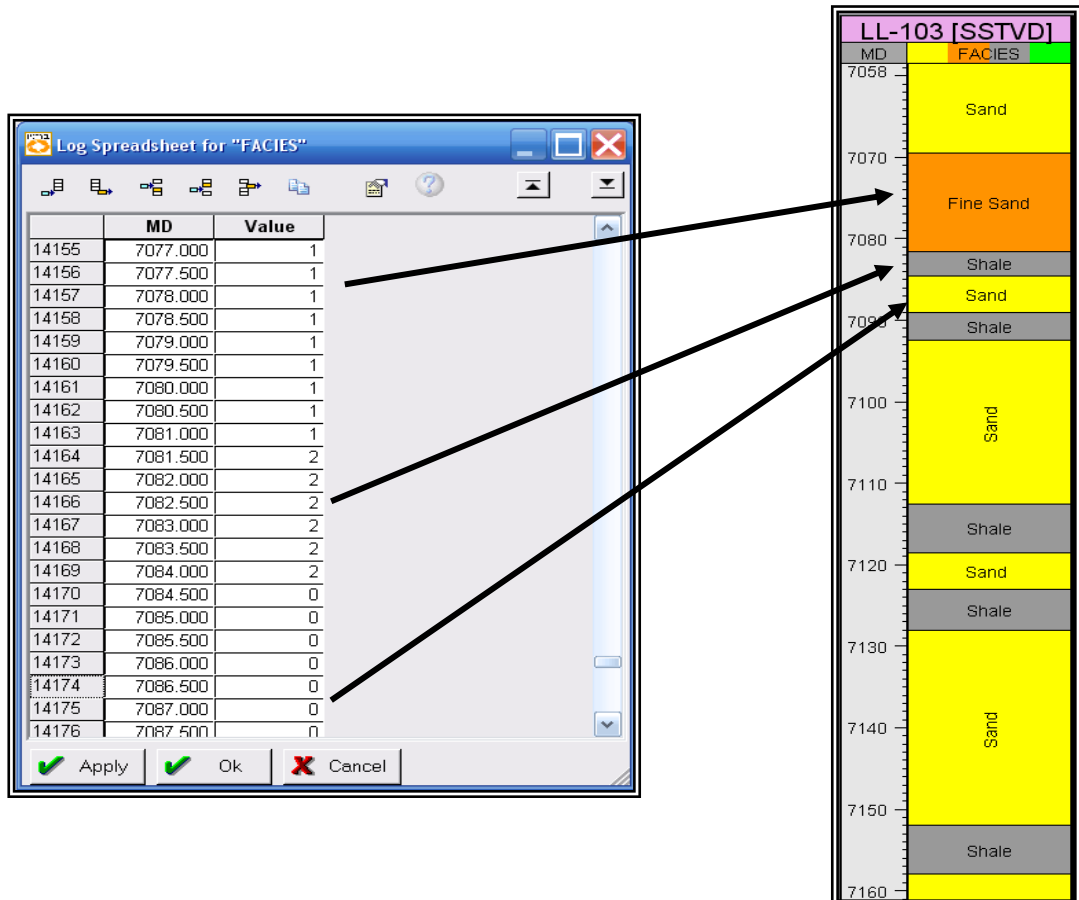 Log Spreadsheet for "FACIES"
MD Value
14155 7077.000 1
14156 7077.500 1
14157 7078.000 1
14158 7078.500 1
14159 7079.000 1
14160 7079.500 1
14161 7080.000 1
14162 7080.500 1
14163 7081.000 1
14164 7081.500 2
14165 7082.000 2
14166 7082.500 2
14167 7083.000 2
14168 7083.500 2
14169 7084.000 2
14170 7084.500 0
14171 7085.000 0
14172 7085.500 0
14173 7086.000 0
14174 7086.500 0
14175 7087.000 0
14176 7087.500 0
Apply Ok Cancel
LL-103 [SSTVD]
MD FACIES
7058
Sand
7070
Fine Sand
7080
Shale
Sand
7090
Shale
7100
Sand
7110
Shale
7120
Sand
Shale
7130
Sand
7140
7150
Shale
7160